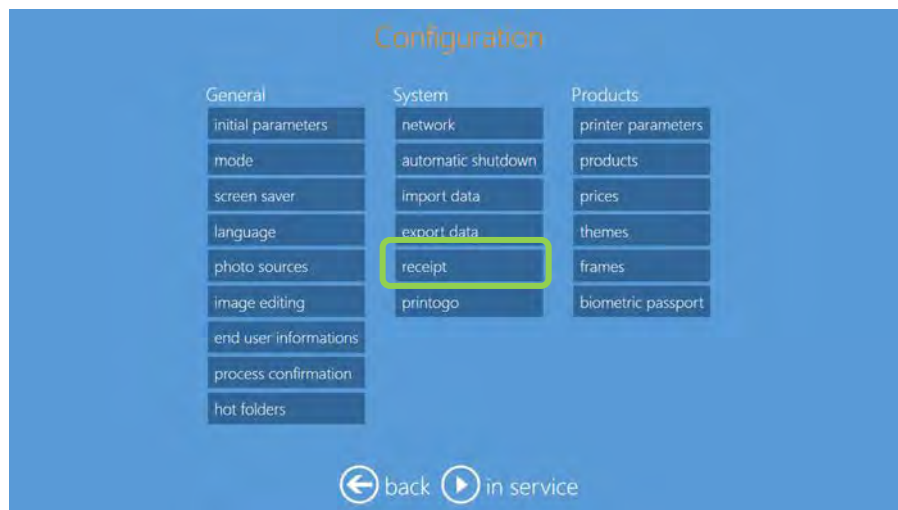 Configuration
General
initial parameters
mode
screen saver
language
photo sources
image editing
end user informations
process confirmation
hot folders
System
network
automatic shutdown
import data
export data
receipt
printogo
Products
printer parameters
products
prices
themes
frames
biometric passport
back in service